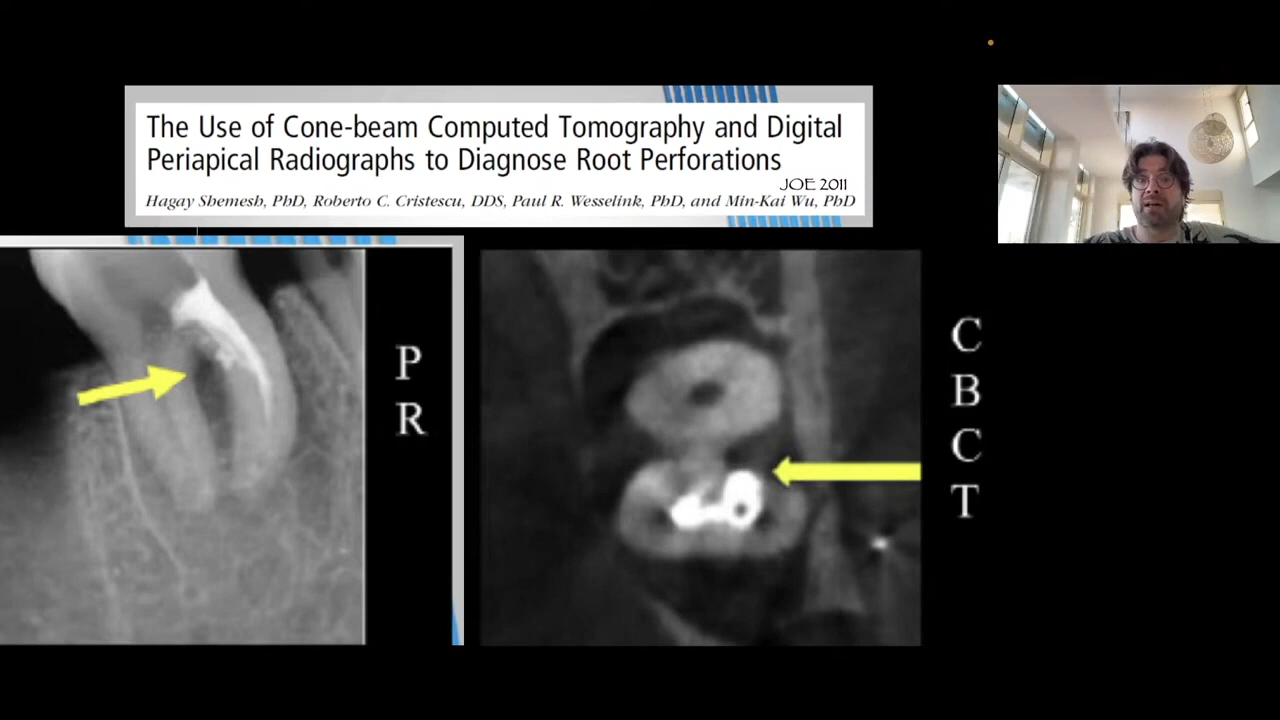 The Use of Cone-beam Computed Tomography and Digital
Periapical Radiographs to Diagnose Root Perforations
JOE 2011
Hagay Shemesh, PhD, Roberto C. Cristescu, DDS, Paul R. Wesselink, PhD, and Min-Kai Wu, PhD
P
R
C
B
C
T